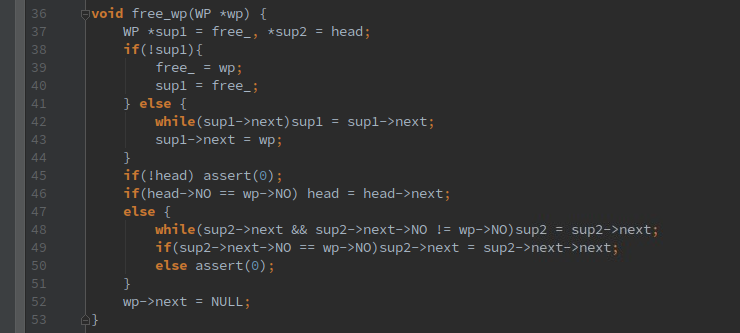 36 void free_wp(WP *wp) {
37     WP *sup1 = free_, *sup2 = head;
38     if(!sup1){
39         free_ = wp;
40         sup1 = free_;
41     } else {
42         while(sup1->next)sup1 = sup1->next;
43         sup1->next = wp;
44     }
45     if(!head) assert(0);
46     if(head->NO == wp->NO) head = head->next;
47     else {
48         while(sup2->next && sup2->next->NO != wp->NO)sup2 = sup2->next;
49         if(sup2->next->NO == wp->NO)sup2->next = sup2->next->next;
50         else assert(0);
51     }
52     wp->next = NULL;
53 }